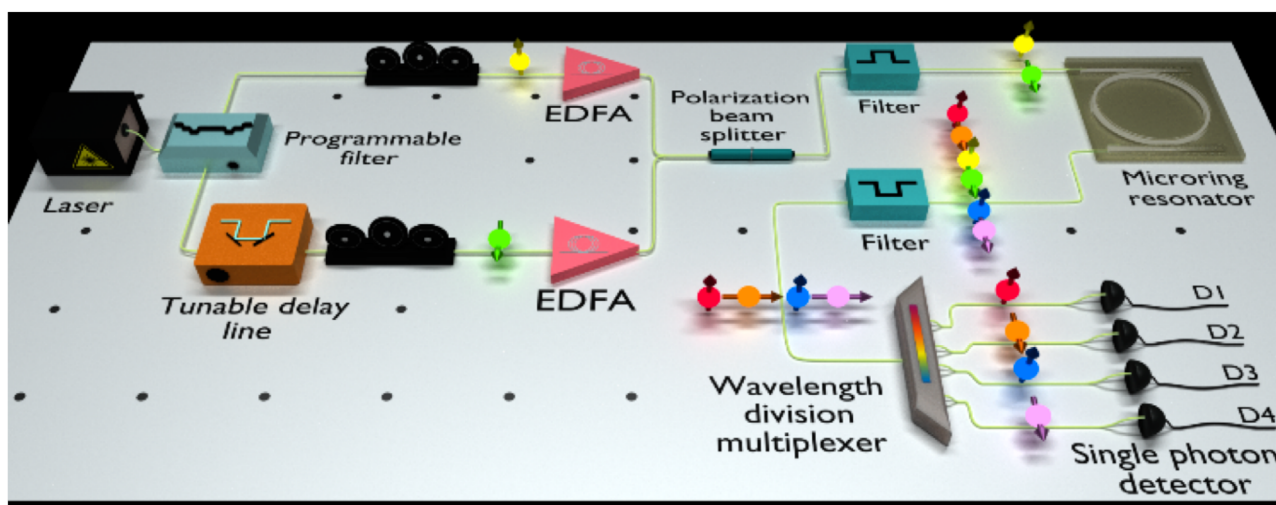 Laser
Programmable
filter
EDFA
Tunable delay
line
EDFA
Polarization
beam
splitter
Filter
Microring
resonator
Filter
Wavelength
division
multiplexer
D1
D2
D3
D4
Single photon
detector